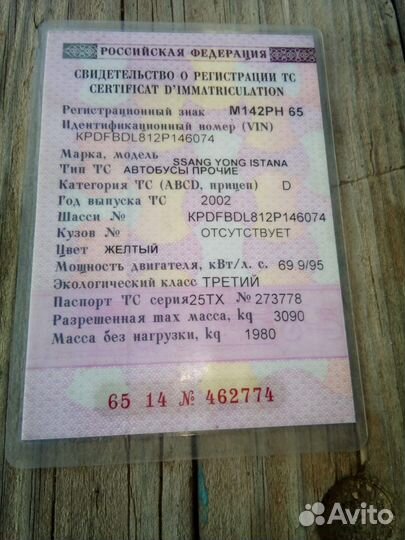 РОССИЙСКАЯ ФЕДЕРАЦИЯ
СВИДЕТЕЛЬСТВО О РЕГИСТРАЦИИ ТС
CERTIFICAT D'IMMATRICULATION
Регистрационный знак М142РН 65
Идентификационный номер (VIN)
KPDFBDL812P146074
Марка, модель SSANG YONG ISTANA
Тип ТС АВТОБУСЫ ПРОЧИЕ
Категория ТС (ABCD, прицеп) D
Год выпуска ТС 2002
Шасси № KPDFBDL812P146074
Кузов № ОТСУТСТВУЕТ
Цвет ЖЕЛТЫЙ
Мощность двигателя, кВт/л. с. 69 9/95
Экологический класс ТРЕТИЙ
Паспорт ТС серия 25ТХ № 273778
Разрешенная max масса, kg 3090
Масса без нагрузки, kg 1980
65 14 № 462774
Avito